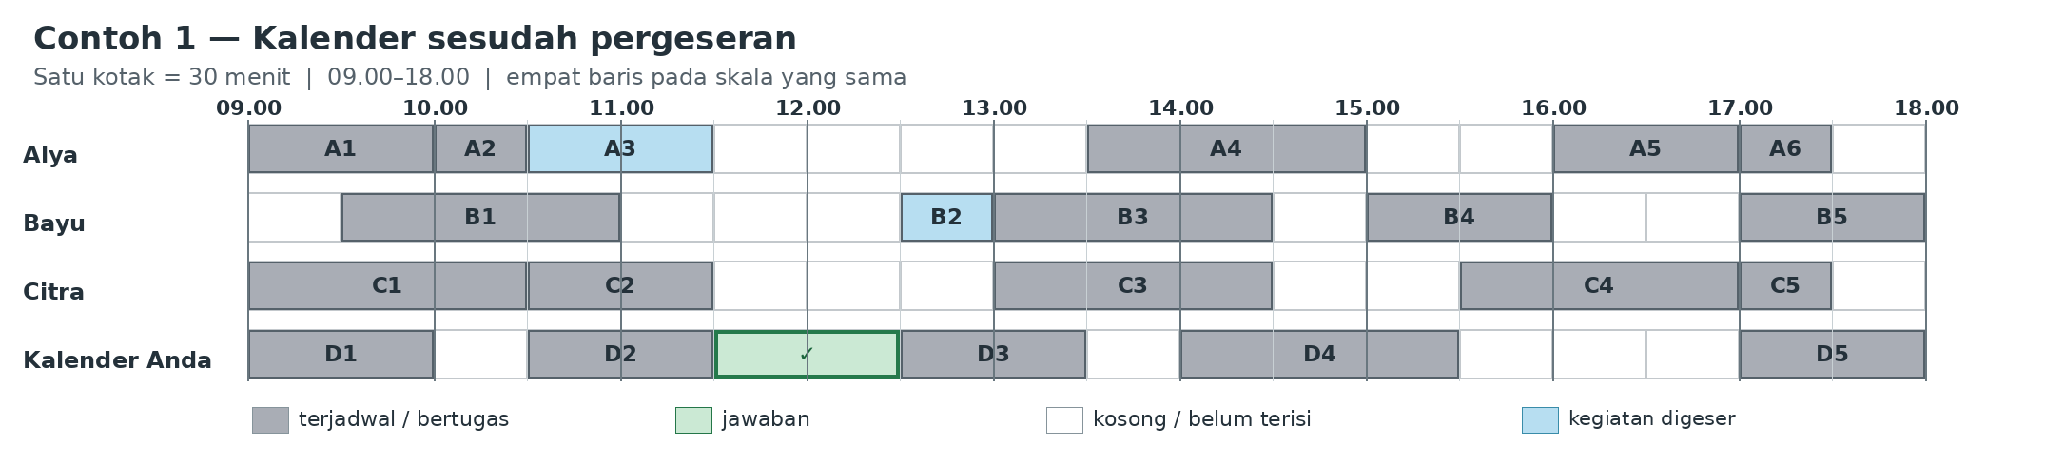 Contoh 1 — Kalender sesudah pergeseran
Satu kotak = 30 menit | 09.00–18.00 | empat baris pada skala yang sama
09.00 10.00 11.00 12.00 13.00 14.00 15.00 16.00 17.00 18.00
Alya A1 A2 A3 A4 A5 A6
Bayu B1 B2 B3 B4 B5
Citra C1 C2 C3 C4 C5
Kalender Anda D1 D2 ✓ D3 D4 D5
terjadwal / bertugas jawaban kosong / belum terisi kegiatan digeser